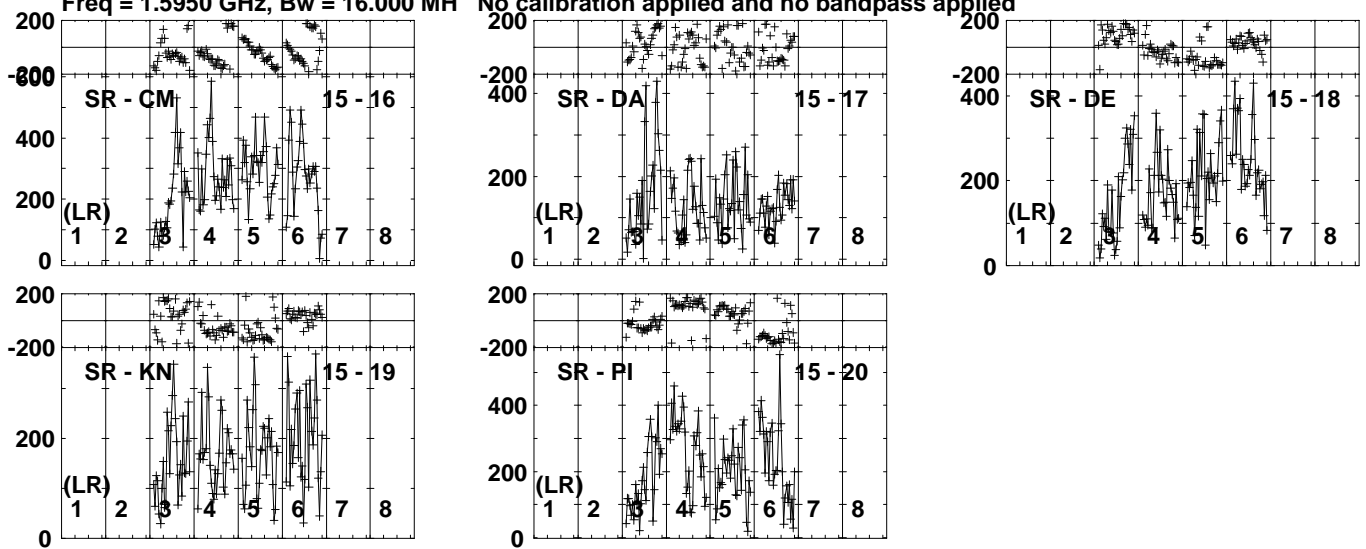 Freq = 1.5950 GHz, Bw = 16.000 MH No calibration applied and no bandpass applied
200
-200
600
400
200
0
SR - CM 15 - 16
(LR)
1 2 3 4 5 6 7 8
200
-200
400
200
0
SR - DA 15 - 17
(LR)
1 2 3 4 5 6 7 8
200
-200
400
200
0
SR - DE 15 - 18
(LR)
1 2 3 4 5 6 7 8
200
-200
200
0
SR - KN 15 - 19
(LR)
1 2 3 4 5 6 7 8
200
-200
400
200
0
SR - PI 15 - 20
(LR)
1 2 3 4 5 6 7 8